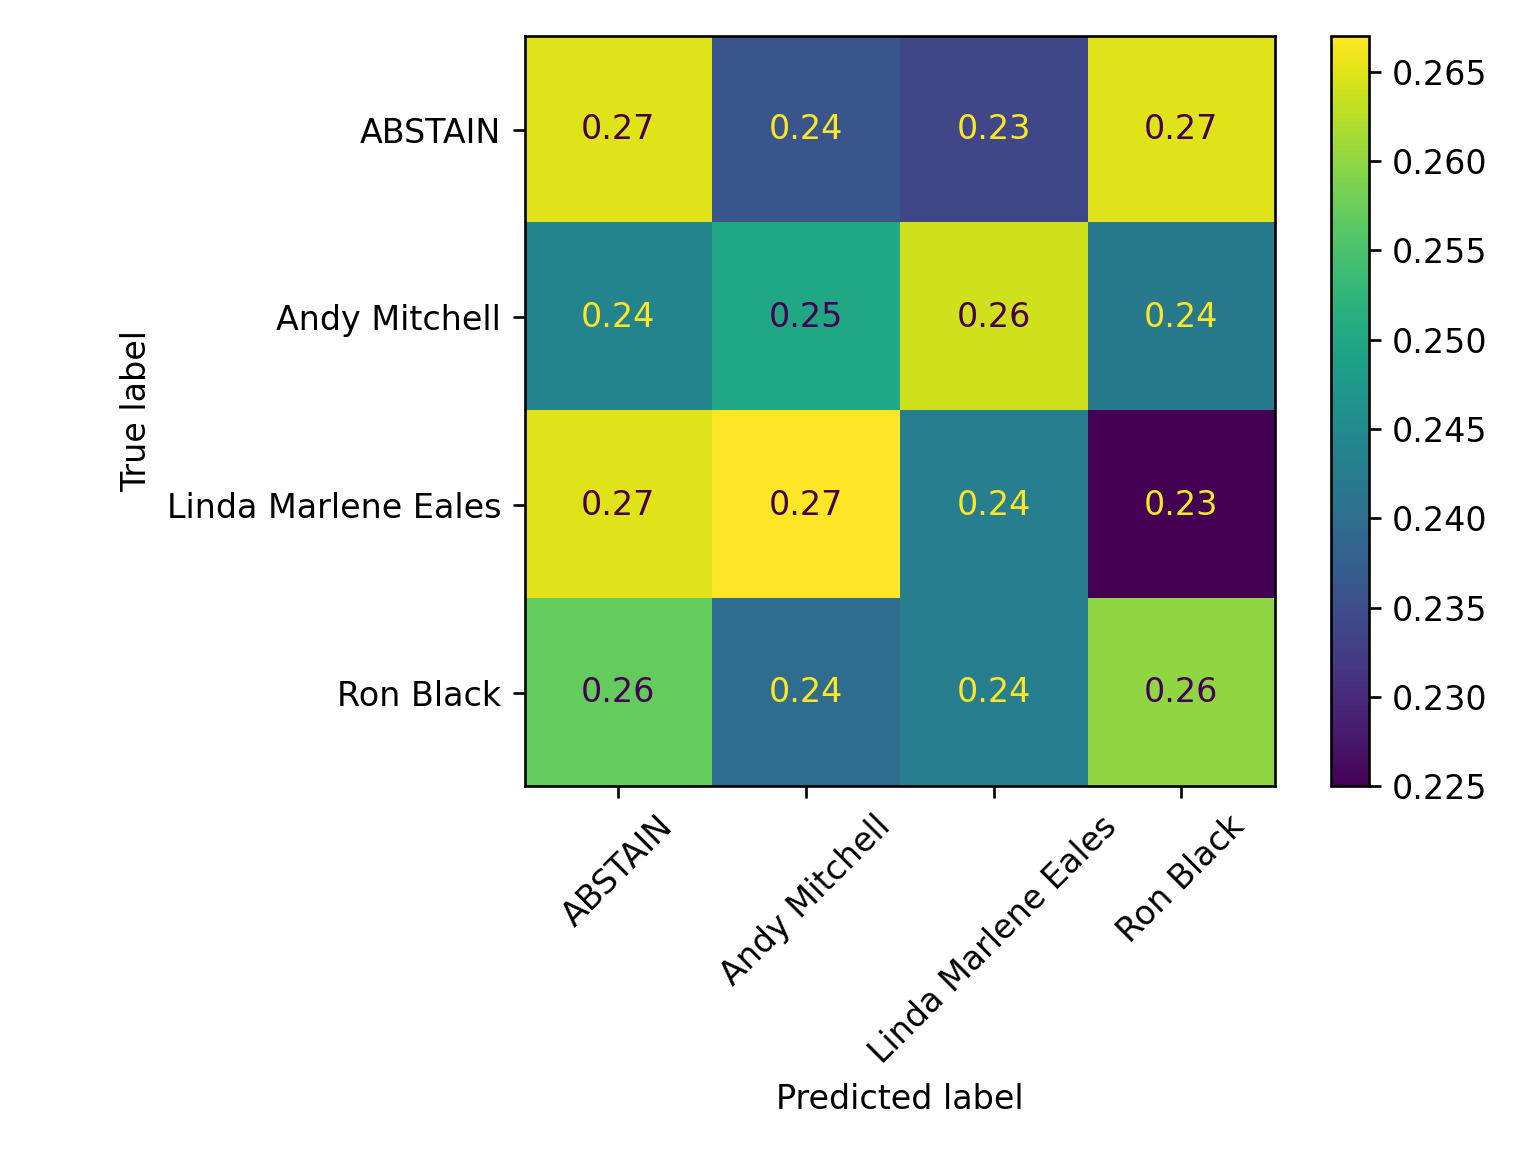 ABSTAIN 0.27 0.24 0.23 0.27
Andy Mitchell 0.24 0.25 0.26 0.24
Linda Marlene Eales 0.27 0.27 0.24 0.23
Ron Black 0.26 0.24 0.24 0.26
True label
ABSTAIN
Andy Mitchell
Linda Marlene Eales
Ron Black
Predicted label
0.265
0.260
0.255
0.250
0.245
0.240
0.235
0.230
0.225